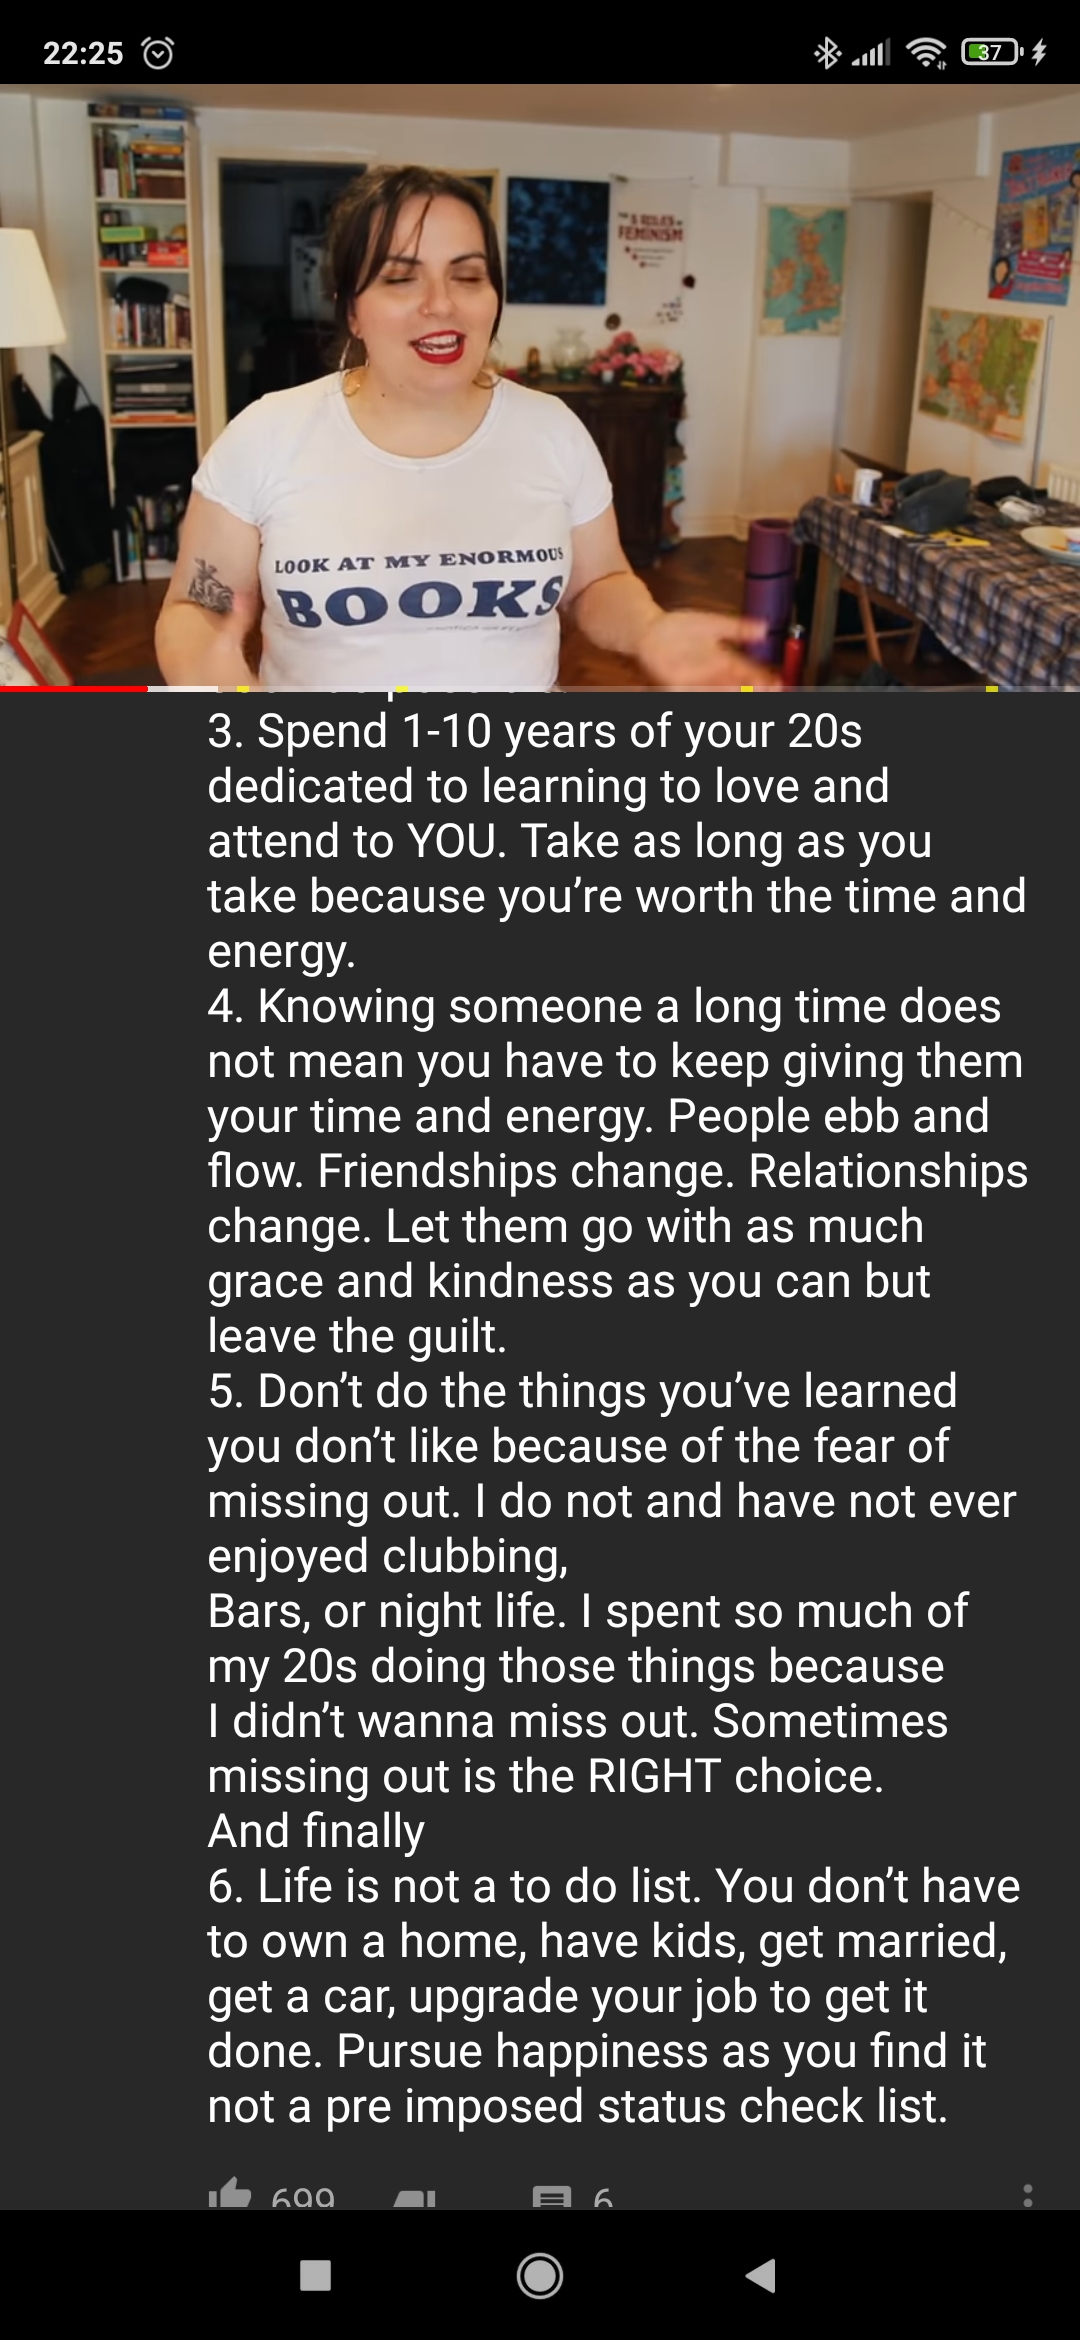 22:25
37
THE 5 RULES OF
FEMINISM
LOOK AT MY ENORMOUS
BOOKS
3. Spend 1-10 years of your 20s
dedicated to learning to love and
attend to YOU. Take as long as you
take because you’re worth the time and
energy.
4. Knowing someone a long time does
not mean you have to keep giving them
your time and energy. People ebb and
flow. Friendships change. Relationships
change. Let them go with as much
grace and kindness as you can but
leave the guilt.
5. Don’t do the things you’ve learned
you don’t like because of the fear of
missing out. I do not and have not ever
enjoyed clubbing,
Bars, or night life. I spent so much of
my 20s doing those things because
I didn’t wanna miss out. Sometimes
missing out is the RIGHT choice.
And finally
6. Life is not a to do list. You don’t have
to own a home, have kids, get married,
get a car, upgrade your job to get it
done. Pursue happiness as you find it
not a pre imposed status check list.
699 6